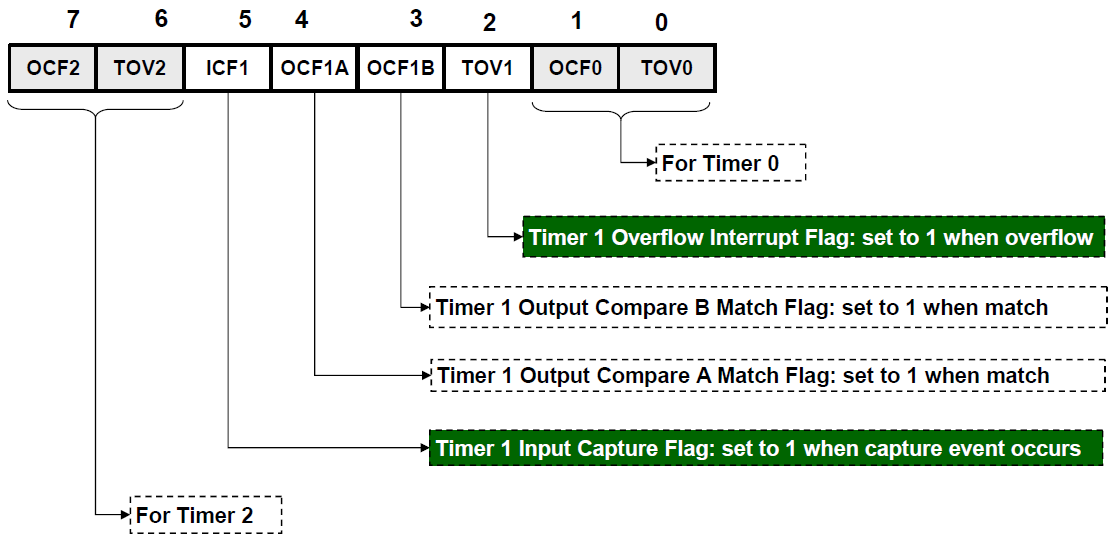 7 6 5 4 3 2 1 0
OCF2 TOV2 ICF1 OCF1A OCF1B TOV1 OCF0 TOV0
For Timer 0
Timer 1 Overflow Interrupt Flag: set to 1 when overflow
Timer 1 Output Compare B Match Flag: set to 1 when match
Timer 1 Output Compare A Match Flag: set to 1 when match
Timer 1 Input Capture Flag: set to 1 when capture event occurs
For Timer 2